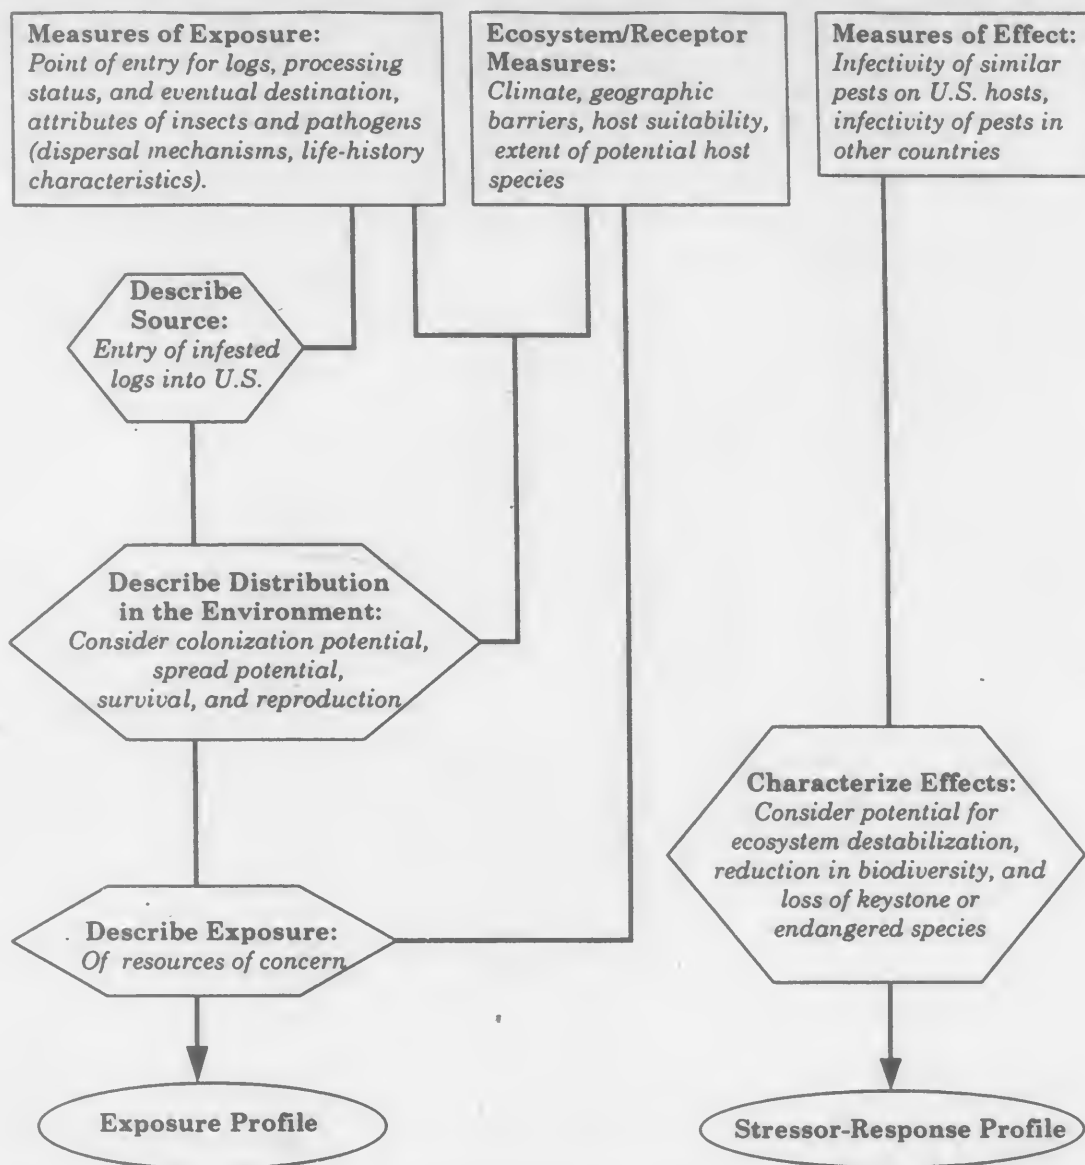 Measures of Exposure:
Point of entry for logs, processing
status, and eventual destination,
attributes of insects and pathogens
(dispersal mechanisms, life-history
characteristics).
Ecosystem/Receptor
Measures:
Climate, geographic
barriers, host suitability,
extent of potential host
species
Measures of Effect:
Infectivity of similar
pests on U.S. hosts,
infectivity of pests in
other countries
Describe
Source:
Entry of infested
logs into U.S.
Describe Distribution
in the Environment:
Consider colonization potential,
spread potential,
survival, and reproduction
Characterize Effects:
Consider potential for
ecosystem destabilization,
reduction in biodiversity, and
loss of keystone or
endangered species
Describe Exposure:
Of resources of concern
Exposure Profile
Stressor-Response Profile